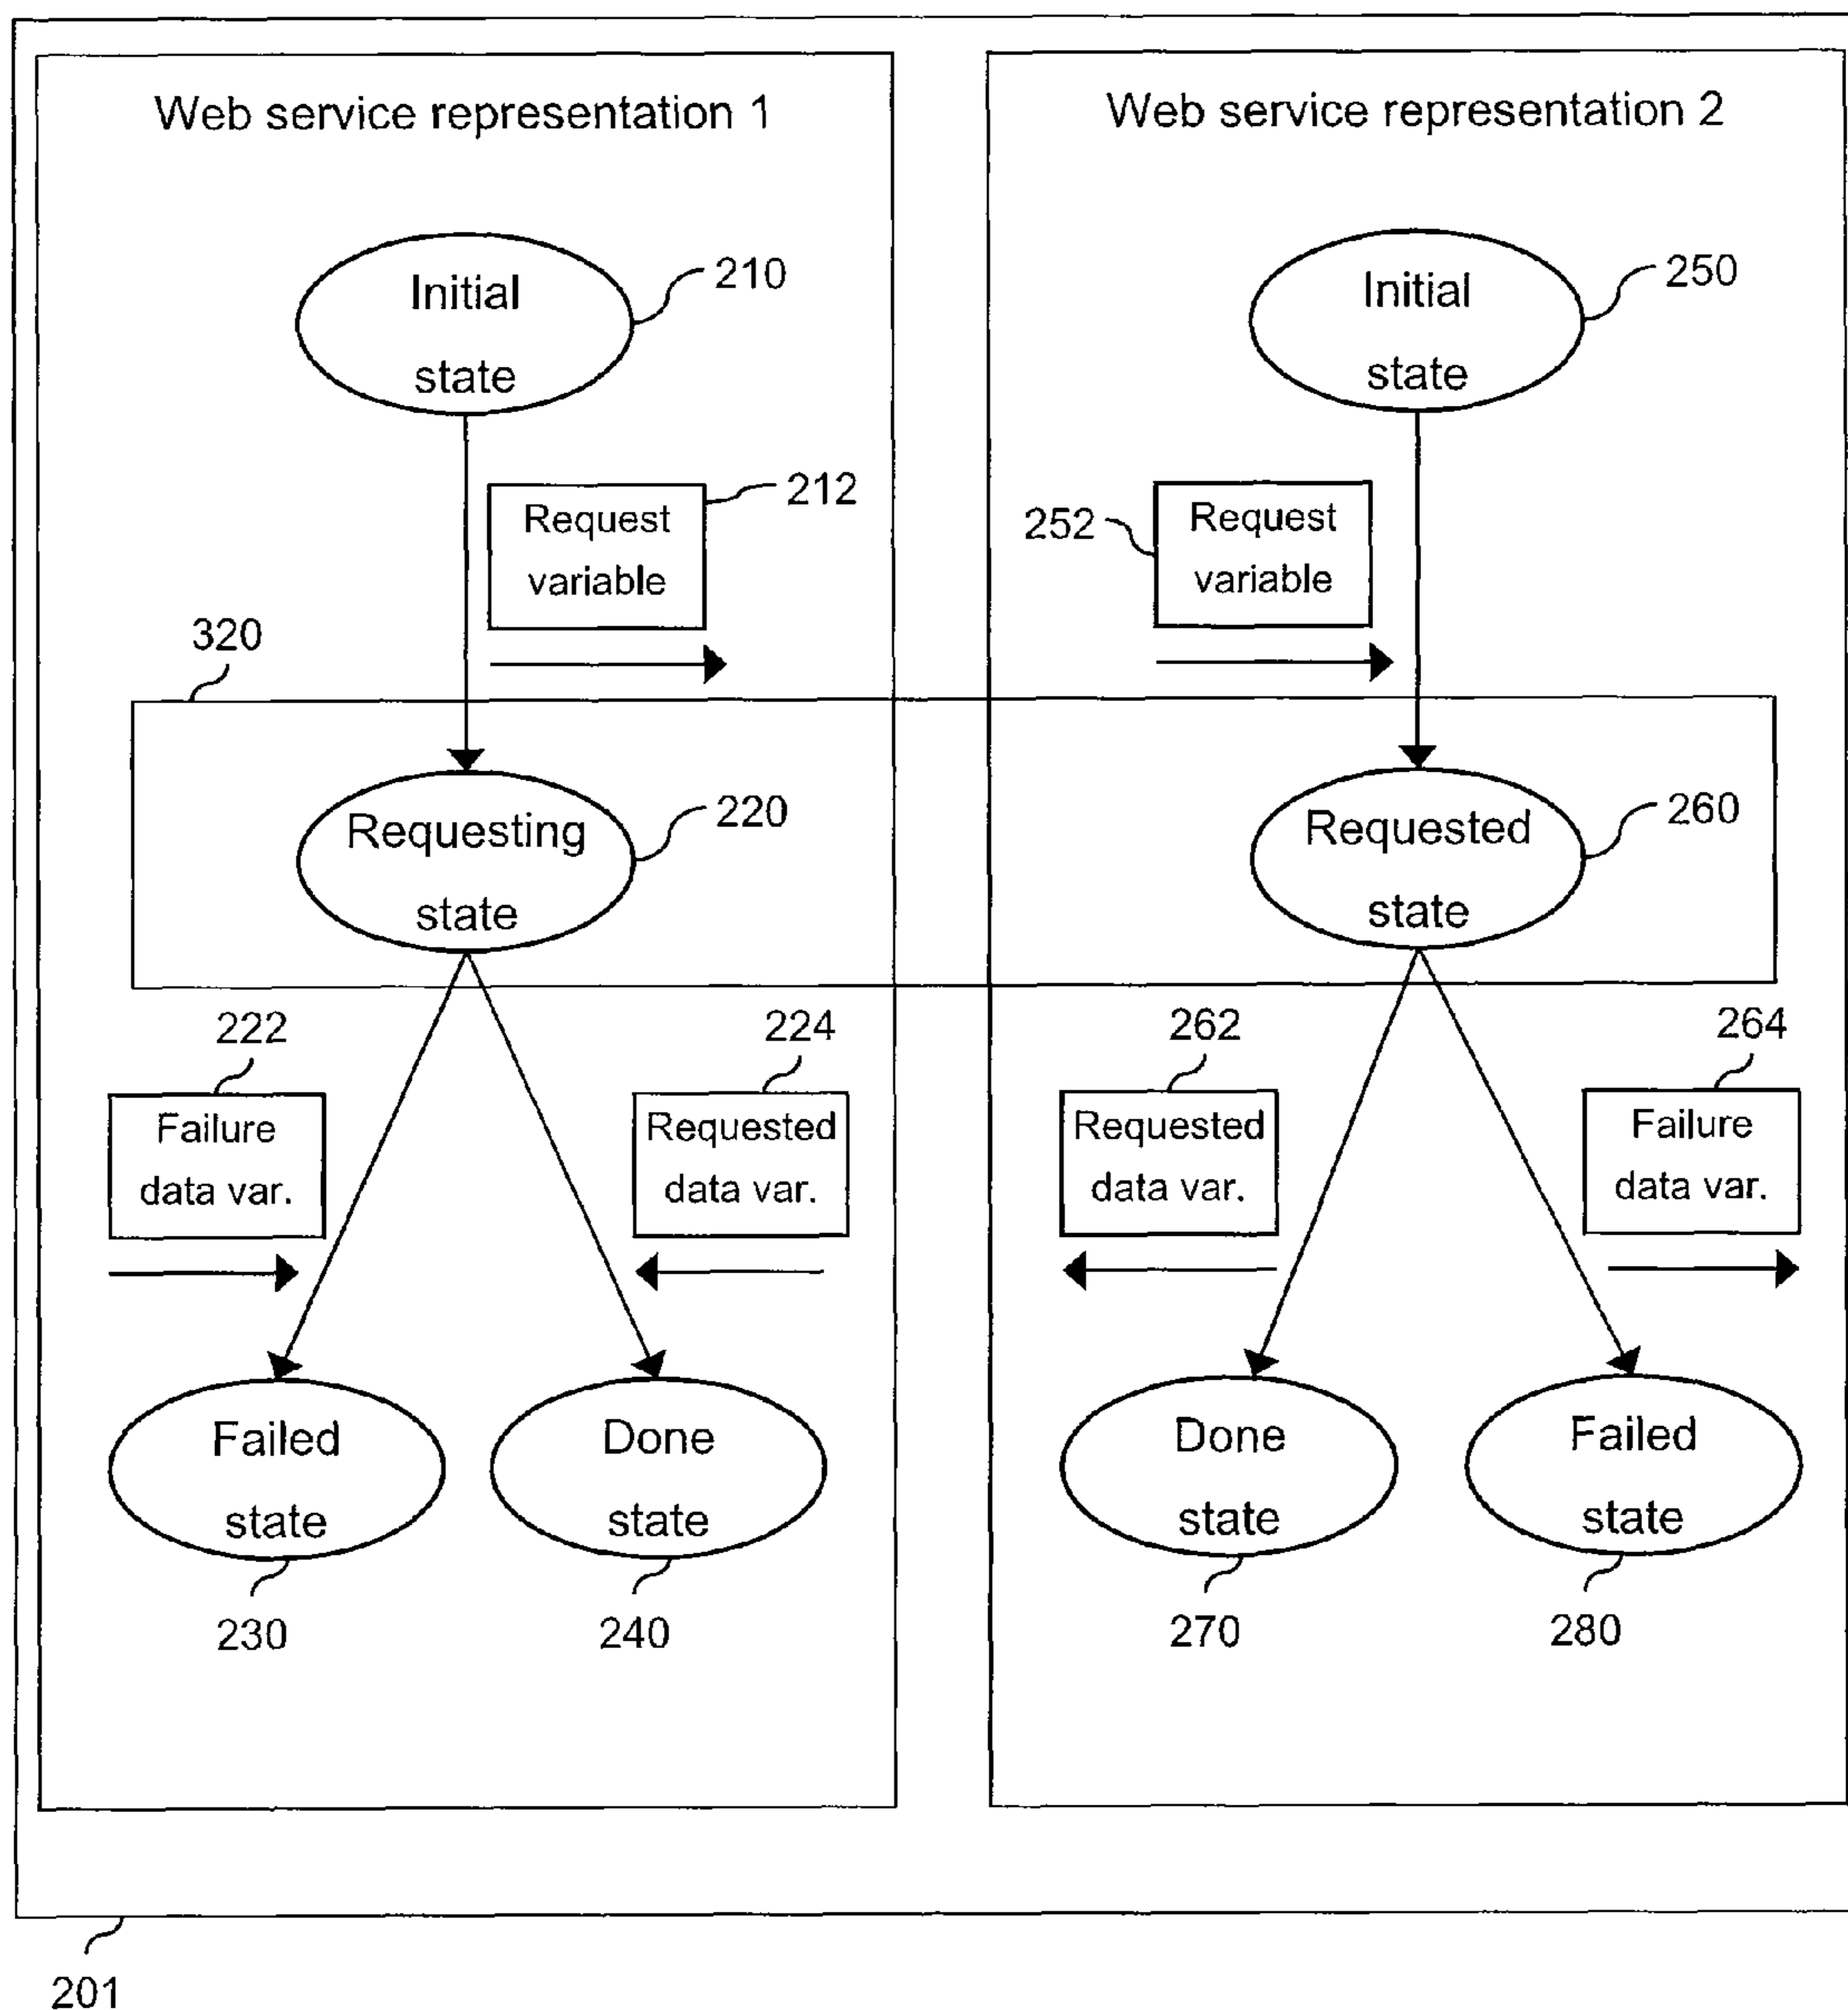 Web service representation 1
Web service representation 2
Initial
state
210
Initial
state
250
Request
variable
212
252
Request
variable
320
Requesting
state
220
Requested
state
260
222
224
262
264
Failure
data var.
Requested
data var.
Requested
data var.
Failure
data var.
Failed
state
Done
state
Done
state
Failed
state
230
240
270
280
201